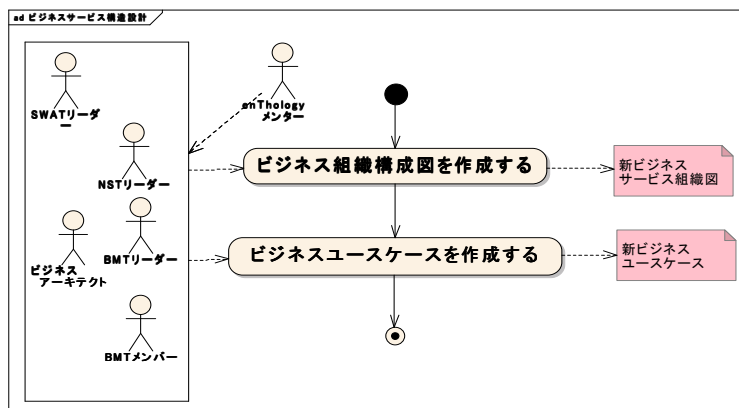 ad ビジネスサービス構造設計
SWATリーダ
ー
enThology
メンター
NSTリーダー
ビジネス組織構成図を作成する
新ビジネス
サービス組織図
ビジネス
アーキテクト
BMTリーダー
ビジネスユースケースを作成する
新ビジネス
ユースケース
BMTメンバー